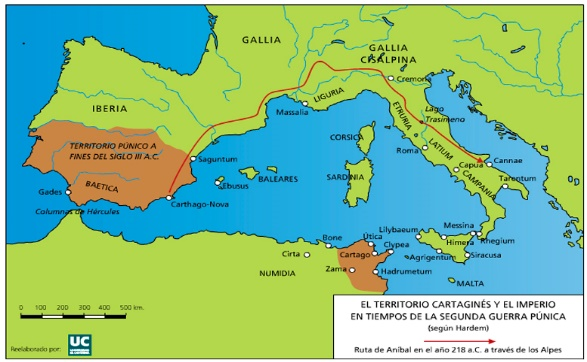 GALLIA
GALLIA
CISALPINA
Cremona
LIGURIA
Massalia
ETRURIA
Lago
Trasimeno
IBERIA
CORSICA
LATIUM
Roma
Cannae
Capua
CAMPANIA
Tarentum
TERRITORIO PÚNICO A
FINES DEL SIGLO III A.C.
Saguntum
BALEARES
Ebusus
SARDINIA
BAETICA
Gades
Columnas de Hércules
Carthago-Nova
Lilybaeum
Messina
Rhegium
Himera
Agrigentum
Siracusa
Bone
Útica
Clypea
Cirta
Cartago
Zama
Hadrumetum
NUMIDIA
MALTA
0 100 200 300 400 500 km.
EL TERRITORIO CARTAGINÉS Y EL IMPERIO
EN TIEMPOS DE LA SEGUNDA GUERRA PÚNICA
(según Hardem)
Ruta de Aníbal en el año 218 a.C. a través de los Alpes
Reelaborado por:
UC